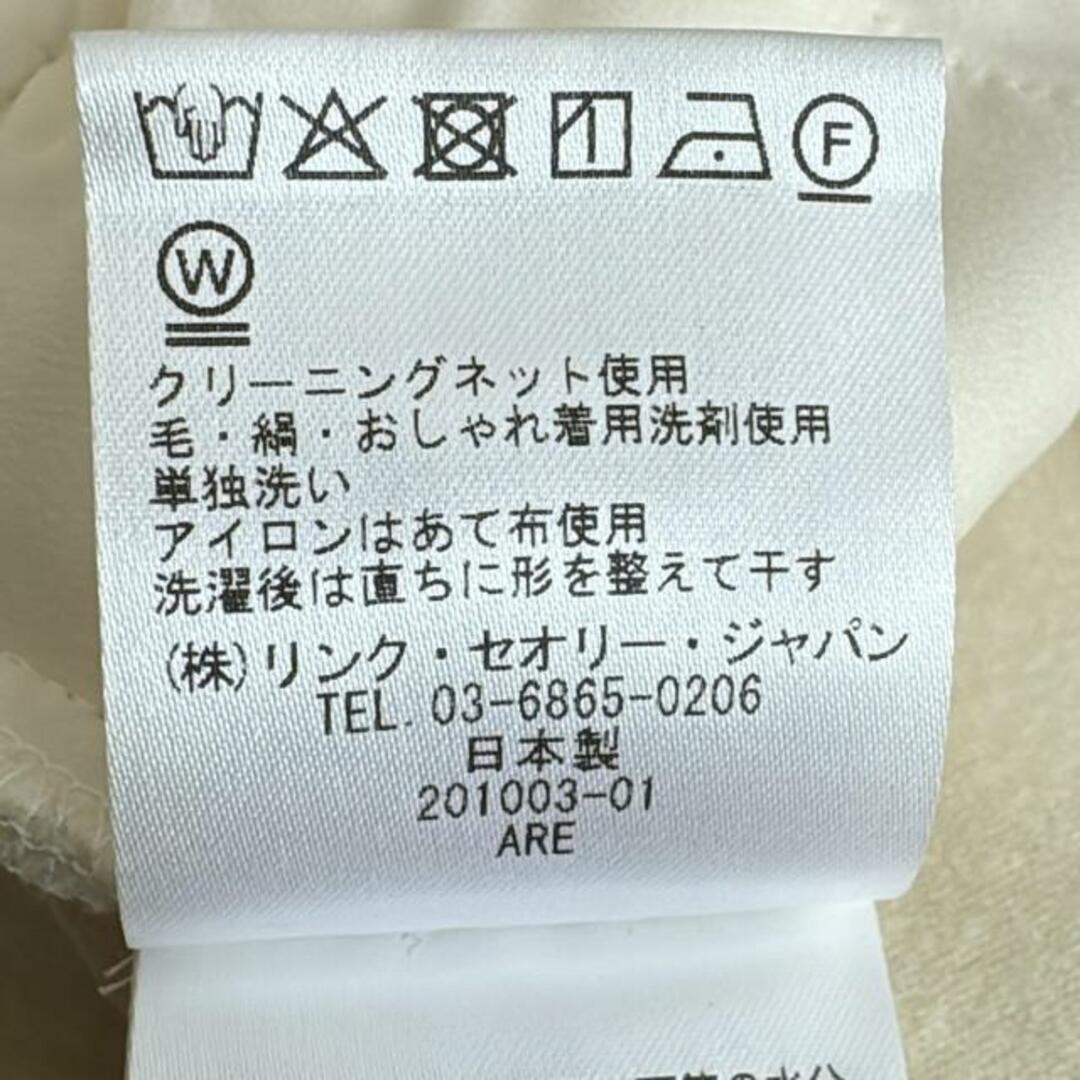 F
W
クリーニングネット使用
毛・絹・おしゃれ着用洗剤使用
単独洗い
アイロンはあて布使用
洗濯後は直ちに形を整えて干す
(株)リンク・セオリー・ジャパン
TEL. 03-6865-0206
日本製
201003-01
ARE